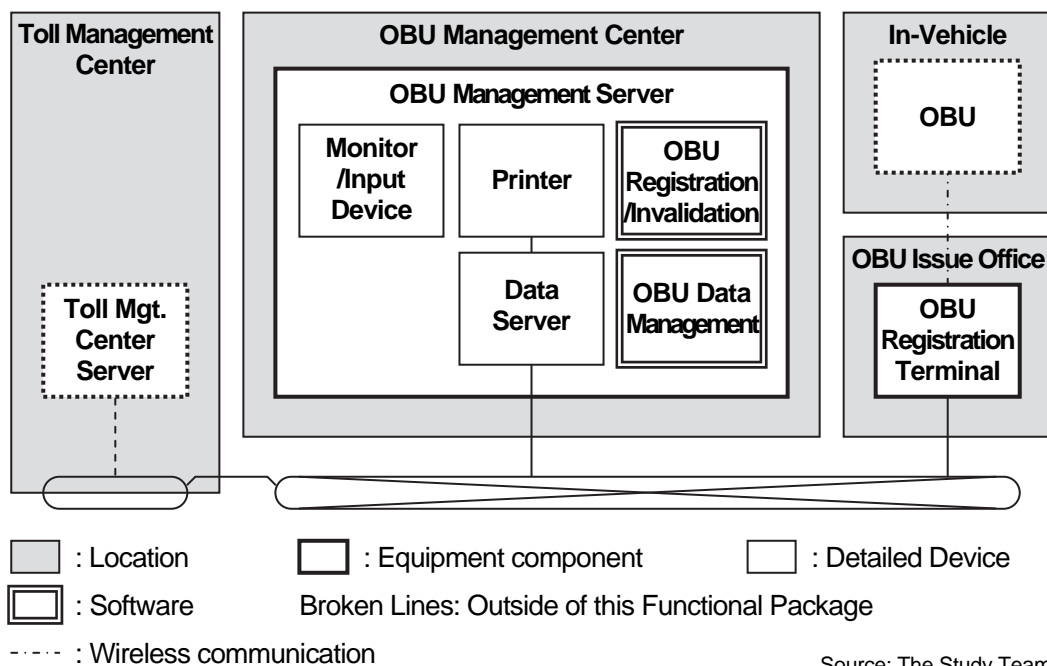 Toll Management
Center
OBU Management Center
OBU Management Server
Monitor
/Input
Device
Printer
OBU
Registration
/Invalidation
Data
Server
OBU Data
Management
In-Vehicle
OBU
OBU Issue Office
OBU
Registration
Terminal
Toll Mgt.
Center
Server
: Location
: Equipment component
: Detailed Device
: Software
Broken Lines: Outside of this Functional Package
: Wireless communication
Source: The Study Team